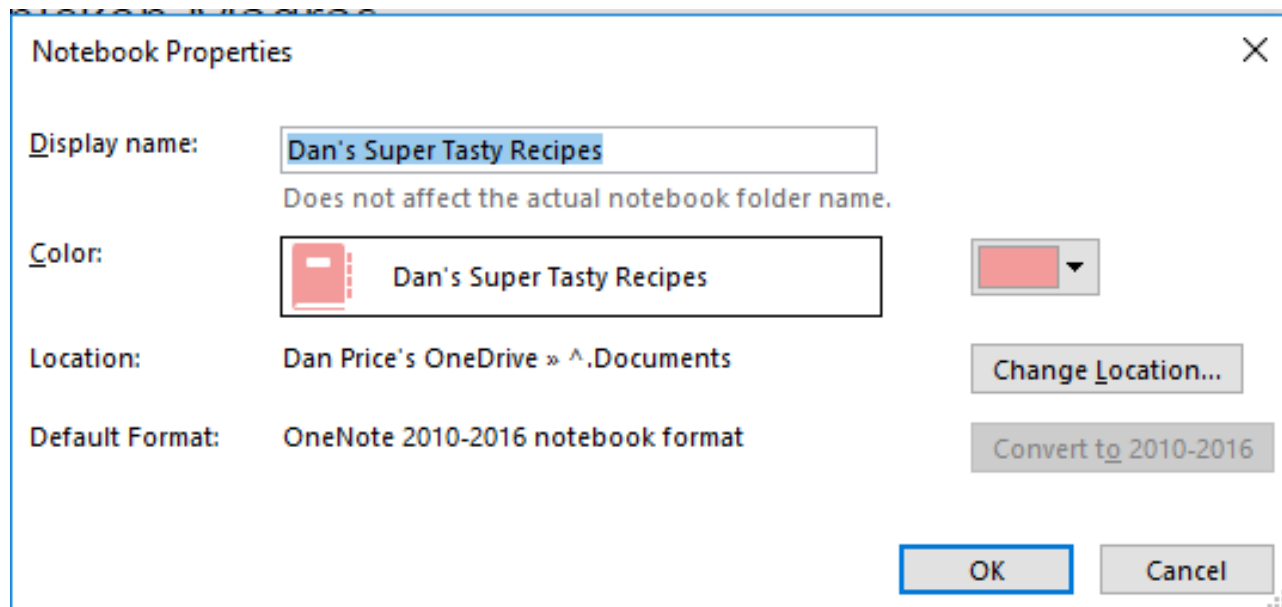 Notebook Properties
Display name: Dan's Super Tasty Recipes
Does not affect the actual notebook folder name.
Color: Dan's Super Tasty Recipes
Location: Dan Price's OneDrive » ^.Documents Change Location...
Default Format: OneNote 2010-2016 notebook format Convert to 2010-2016
OK Cancel